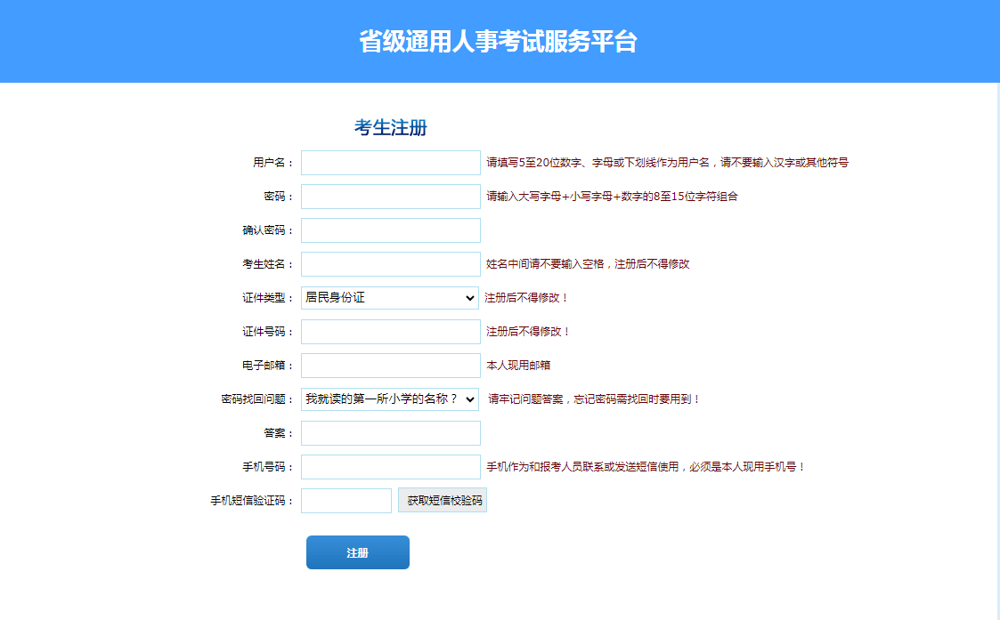 省级通用人事考试服务平台
考生注册
用户名： 请填写5至20位数字、字母或下划线作为用户名，请不要输入汉字或其他符号
密码： 请输入大写字母+小写字母+数字的8至15位字符组合
确认密码：
考生姓名： 姓名中间请不要输入空格，注册后不得修改
证件类型： 居民身份证 注册后不得修改！
证件号码： 注册后不得修改！
电子邮箱： 本人现用邮箱
密码找回问题： 我就读的第一所小学的名称？ 请牢记问题答案，忘记密码需找回时要用到！
答案：
手机号码： 手机作为和报考人员联系或发送短信使用，必须是本人现用手机号！
手机短信验证码： 获取短信校验码
注册